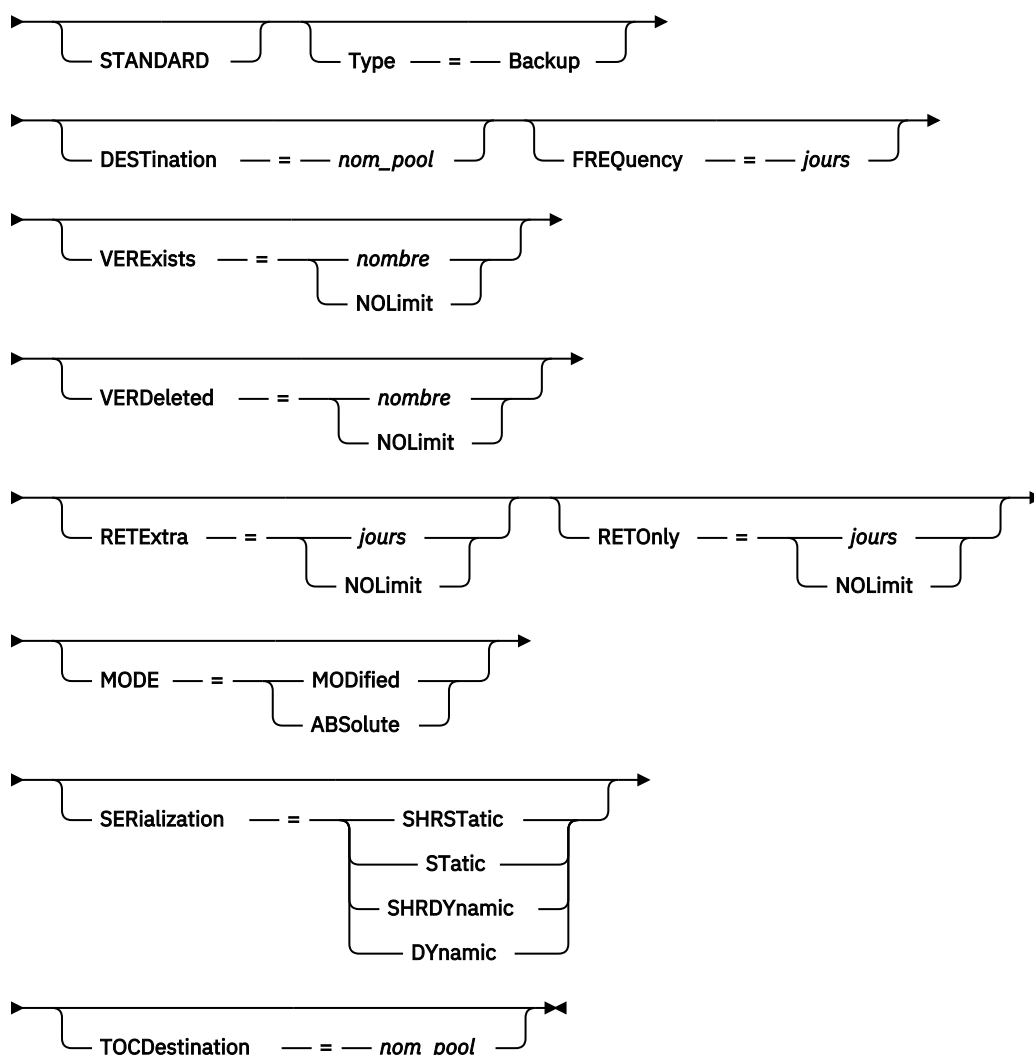 STANDARD Type = Backup
DESTination = nom_pool FREQuency = jours
VERExists = nombre
NOLimit
VERDeleted = nombre
NOLimit
RETExtra = jours RETOnly = jours
NOLimit NOLimit
MODE = MODified
ABSolute
SERialization = SHRSTatic
STatic
SHRDYnamic
DYnamic
TOCDestination = nom_pool